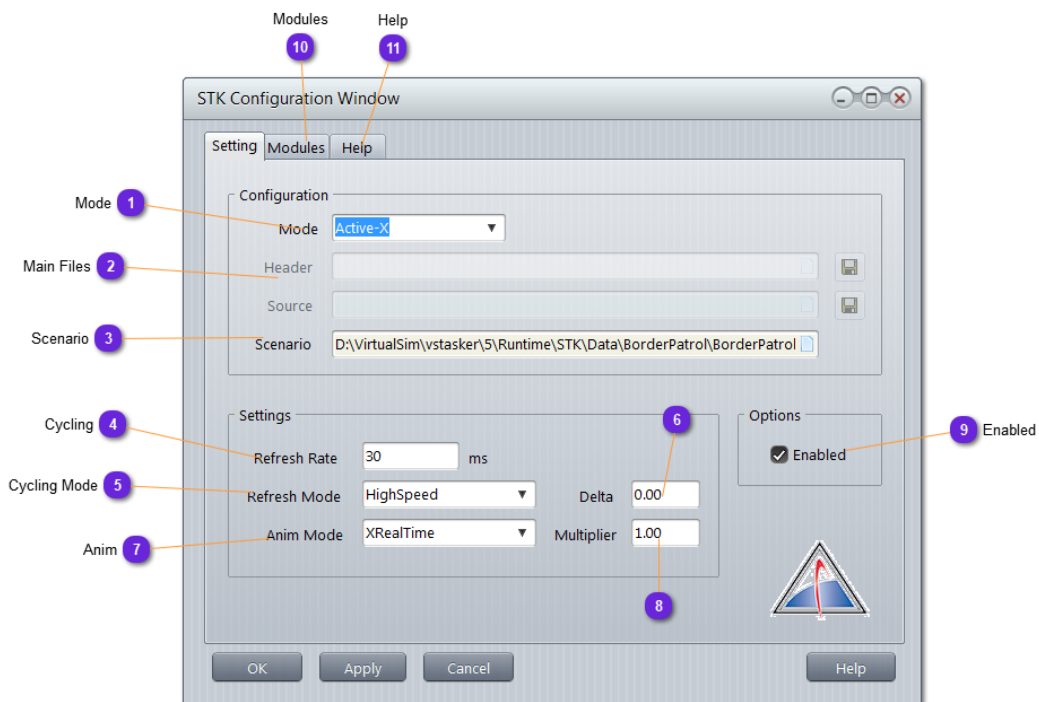 Modules Help
10 11
STK Configuration Window
Setting Modules Help
Configuration
Mode 1 Mode Active-X
Main Files 2 Header
Source
Scenario 3 Scenario D:\VirtualSim\vstasker\5\Runtime\STK\Data\BorderPatrol\BorderPatrol
Settings 6 Options
Cycling 4 Refresh Rate 30 ms Enabled 9 Enabled
Cycling Mode 5 Refresh Mode HighSpeed Delta 0.00
Anim 7 Anim Mode XRealTime Multiplier 1.00
8
OK Apply Cancel Help